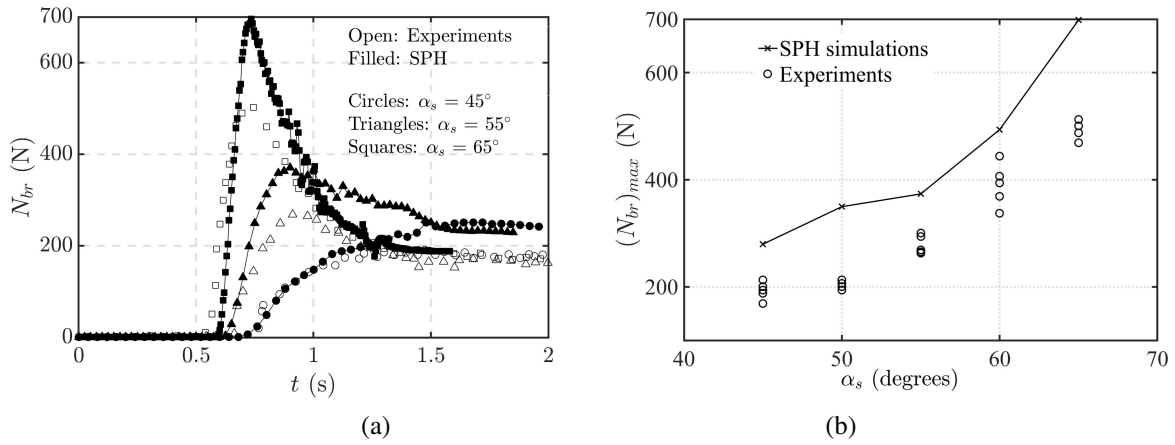 700
600
400
200
0
N_br (N)
Open: Experiments
Filled: SPH
Circles: α_s = 45°
Triangles: α_s = 55°
Squares: α_s = 65°
0 0.5 1 1.5 2
t (s)
(a)
700
600
400
200
(N_br)_max (N)
SPH simulations
Experiments
40 50 60 70
α_s (degrees)
(b)